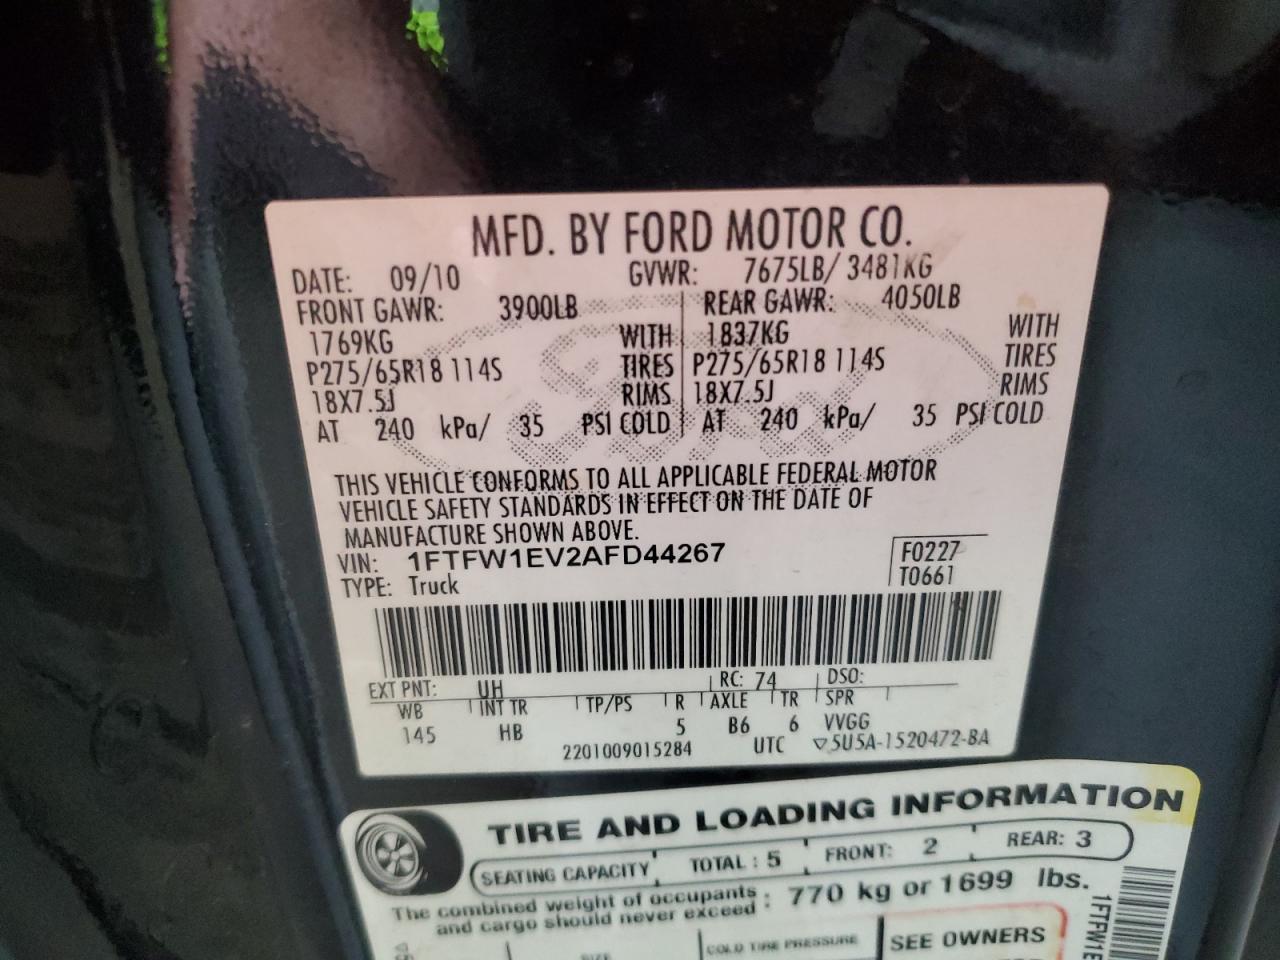 MFD. BY FORD MOTOR CO.
DATE: 09/10 GVWR: 7675LB/ 3481KG
FRONT GAWR: 3900LB REAR GAWR: 4050LB
1769KG WITH 1837KG WITH
P275/65R18 114S TIRES P275/65R18 114S TIRES
18X7.5J RIMS 18X7.5J RIMS
AT 240 kPa/ 35 PSI COLD AT 240 kPa/ 35 PSI COLD
THIS VEHICLE CONFORMS TO ALL APPLICABLE FEDERAL MOTOR
VEHICLE SAFETY STANDARDS IN EFFECT ON THE DATE OF
MANUFACTURE SHOWN ABOVE.
VIN: 1FTFW1EV2AFD44267 F0227
TYPE: Truck T0661
EXT PNT: UH RC: 74 DSO:
WB INT TR TP/PS R AXLE TR SPR
145 HB 5 B6 6 VVGG
2201009015284 UTC ▽5U5A-1520472-BA
TIRE AND LOADING INFORMATION
SEATING CAPACITY TOTAL : 5 FRONT: 2 REAR: 3
The combined weight of occupants
and cargo should never exceed : 770 kg or 1699 lbs.
SIZE COLD TIRE PRESSURE SEE OWNERS
1FTFW1E